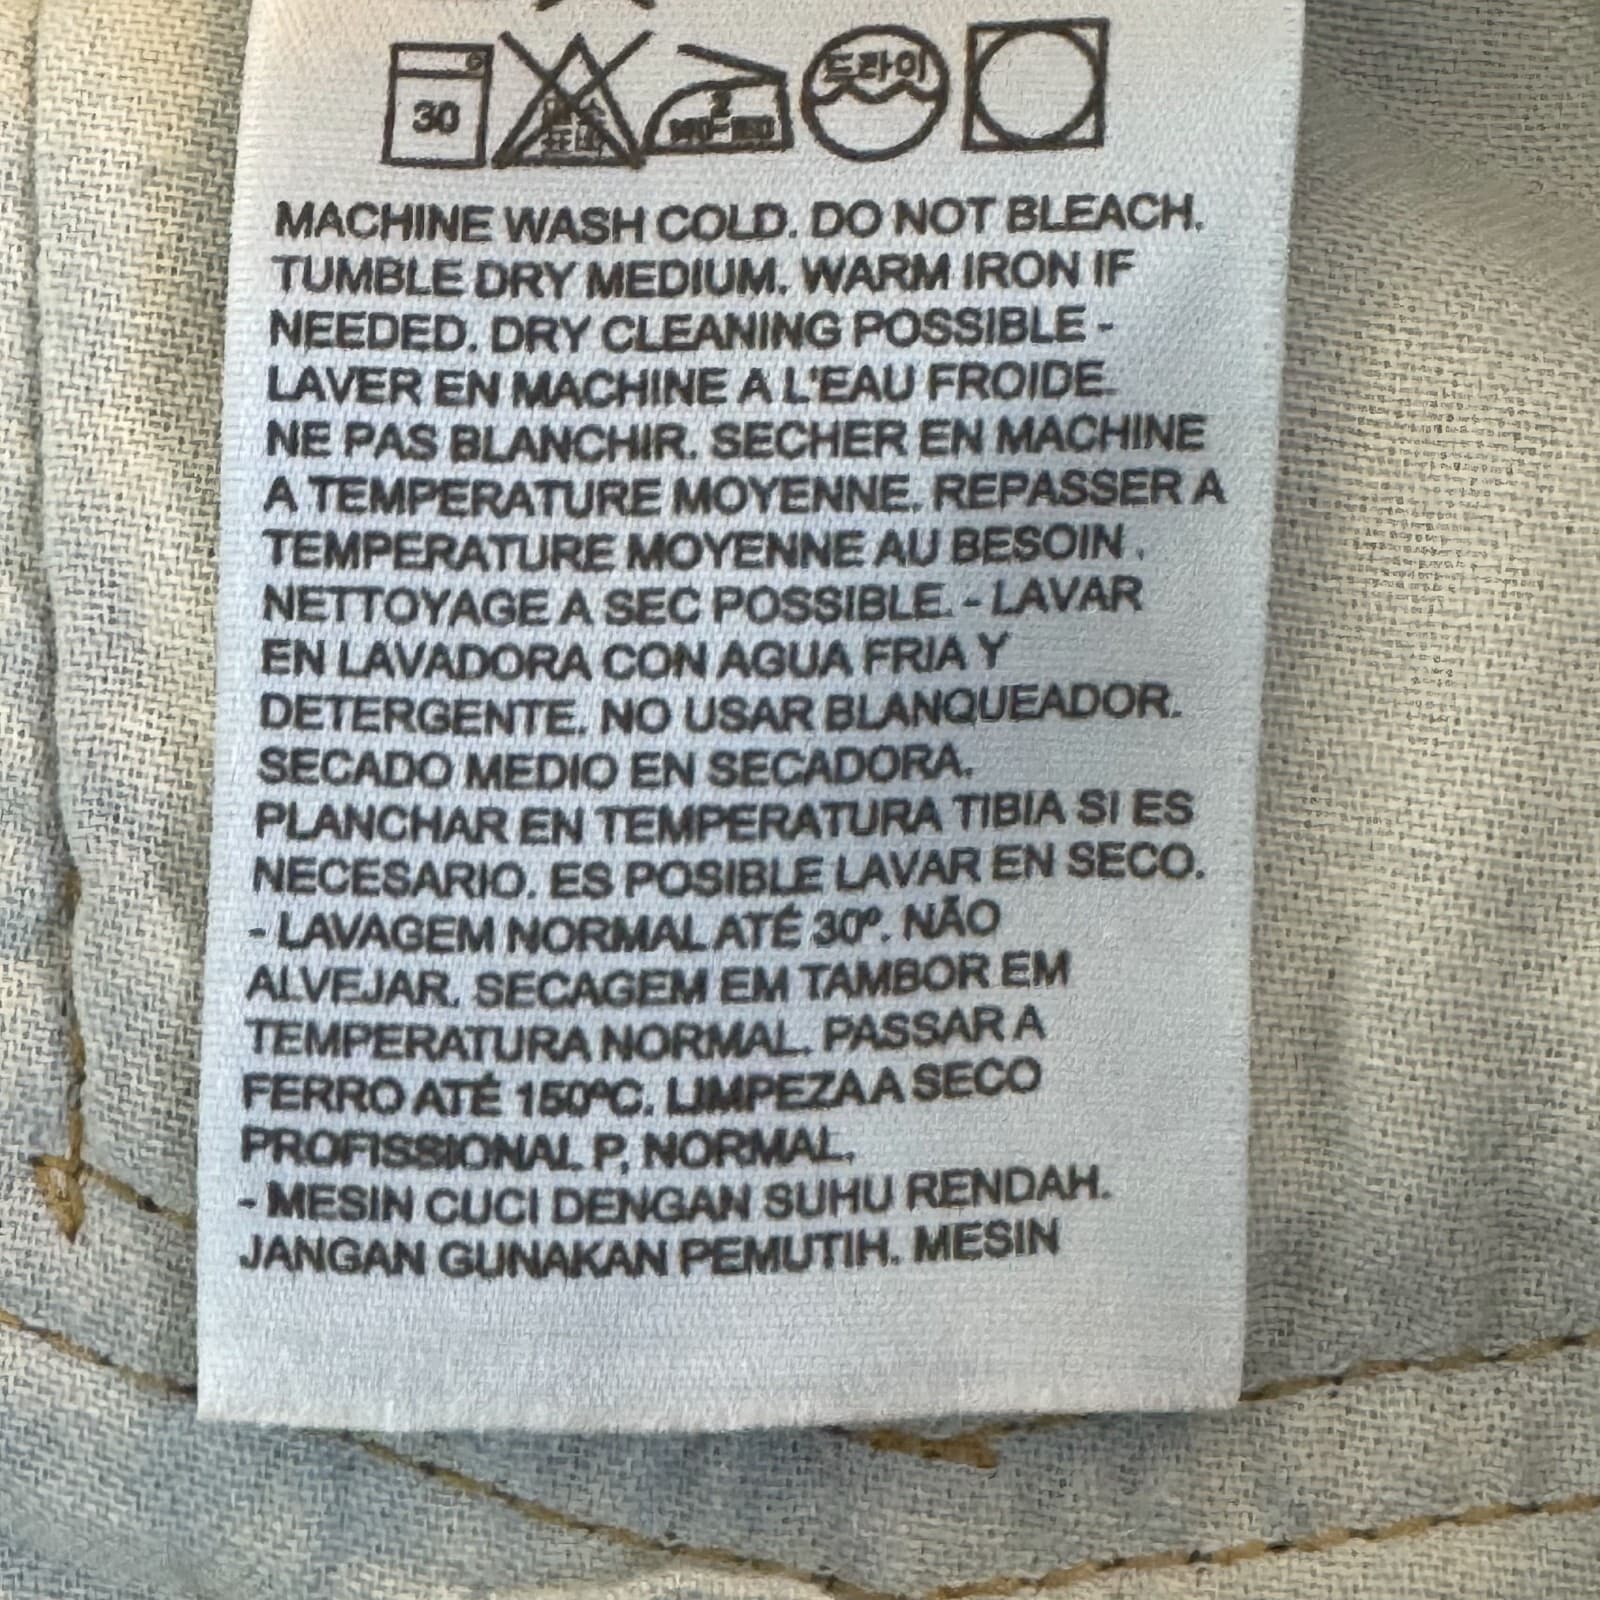 30
드라이
MACHINE WASH COLD. DO NOT BLEACH.
TUMBLE DRY MEDIUM. WARM IRON IF
NEEDED. DRY CLEANING POSSIBLE -
LAVER EN MACHINE A L'EAU FROIDE.
NE PAS BLANCHIR. SECHER EN MACHINE
A TEMPERATURE MOYENNE. REPASSER A
TEMPERATURE MOYENNE AU BESOIN .
NETTOYAGE A SEC POSSIBLE. - LAVAR
EN LAVADORA CON AGUA FRIA Y
DETERGENTE. NO USAR BLANQUEADOR.
SECADO MEDIO EN SECADORA.
PLANCHAR EN TEMPERATURA TIBIA SI ES
NECESARIO. ES POSIBLE LAVAR EN SECO.
- LAVAGEM NORMAL ATÉ 30º. NÃO
ALVEJAR. SECAGEM EM TAMBOR EM
TEMPERATURA NORMAL. PASSAR A
FERRO ATÉ 150ºC. LIMPEZA A SECO
PROFISSIONAL P, NORMAL.
- MESIN CUCI DENGAN SUHU RENDAH.
JANGAN GUNAKAN PEMUTIH. MESIN